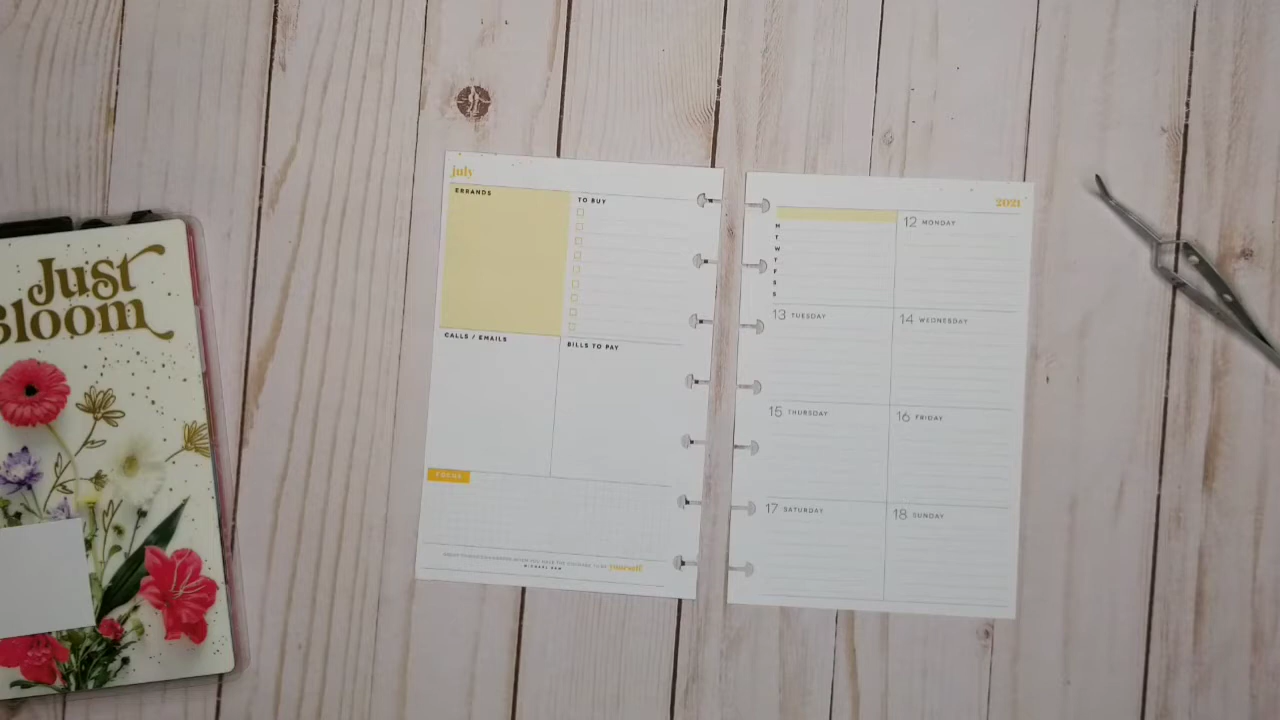 Just
Bloom
july
ERRANDS
TO BUY
CALLS / EMAILS
BILLS TO PAY
FOCUS
yourself
2021
M
T
W
T
F
S
S
12 MONDAY
13 TUESDAY
14 WEDNESDAY
15 THURSDAY
16 FRIDAY
17 SATURDAY
18 SUNDAY